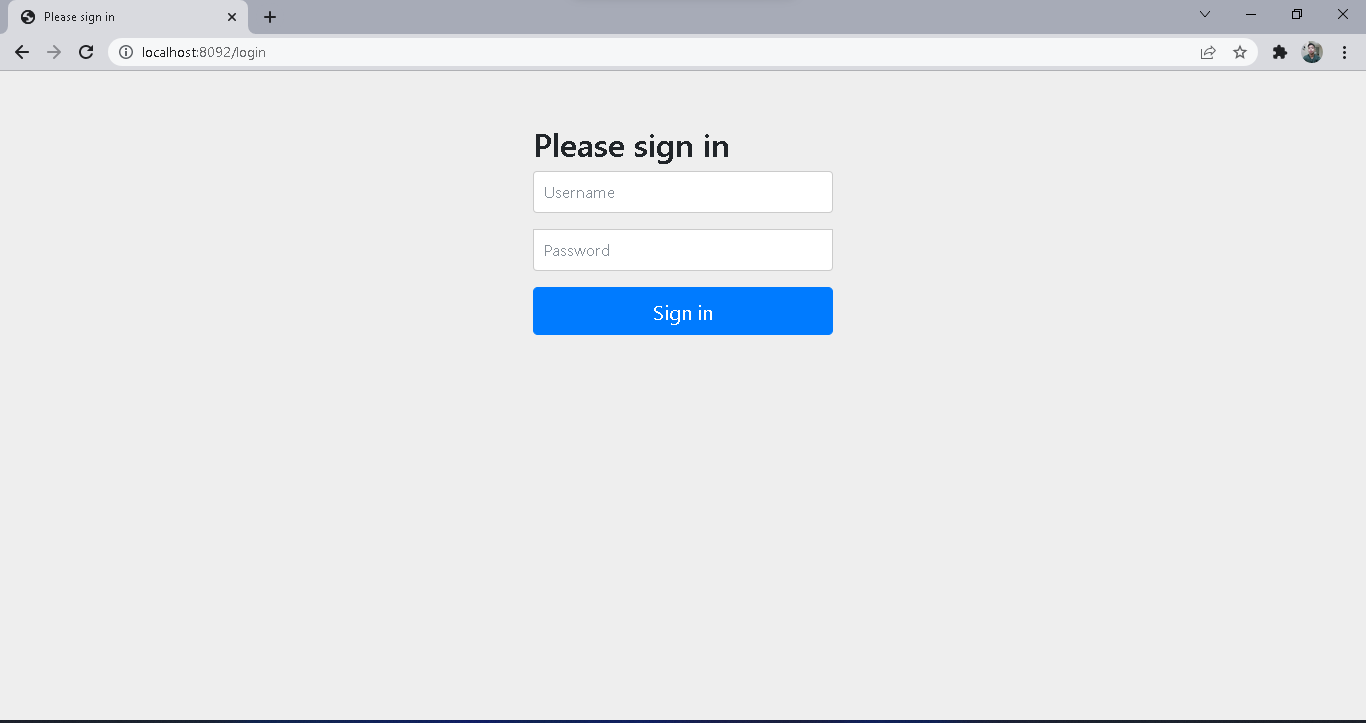 Please sign in
localhost:8092/login
Please sign in
Username
Password
Sign in